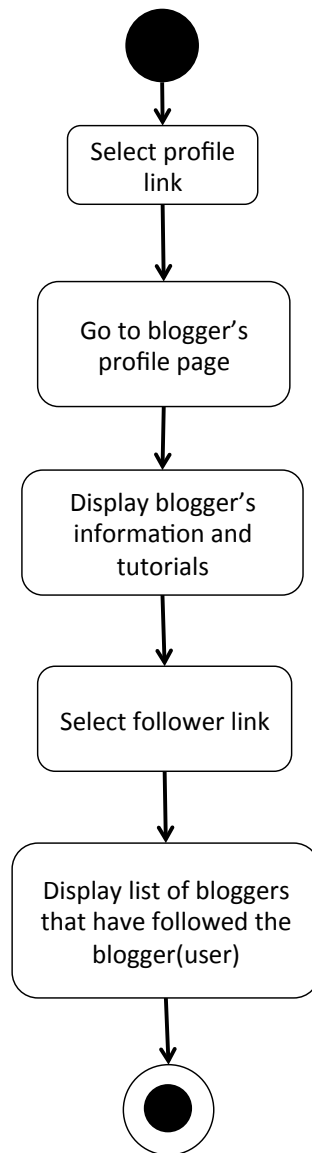 Select profile
link
Go to blogger’s
profile page
Display blogger’s
information and
tutorials
Select follower link
Display list of bloggers
that have followed the
blogger(user)